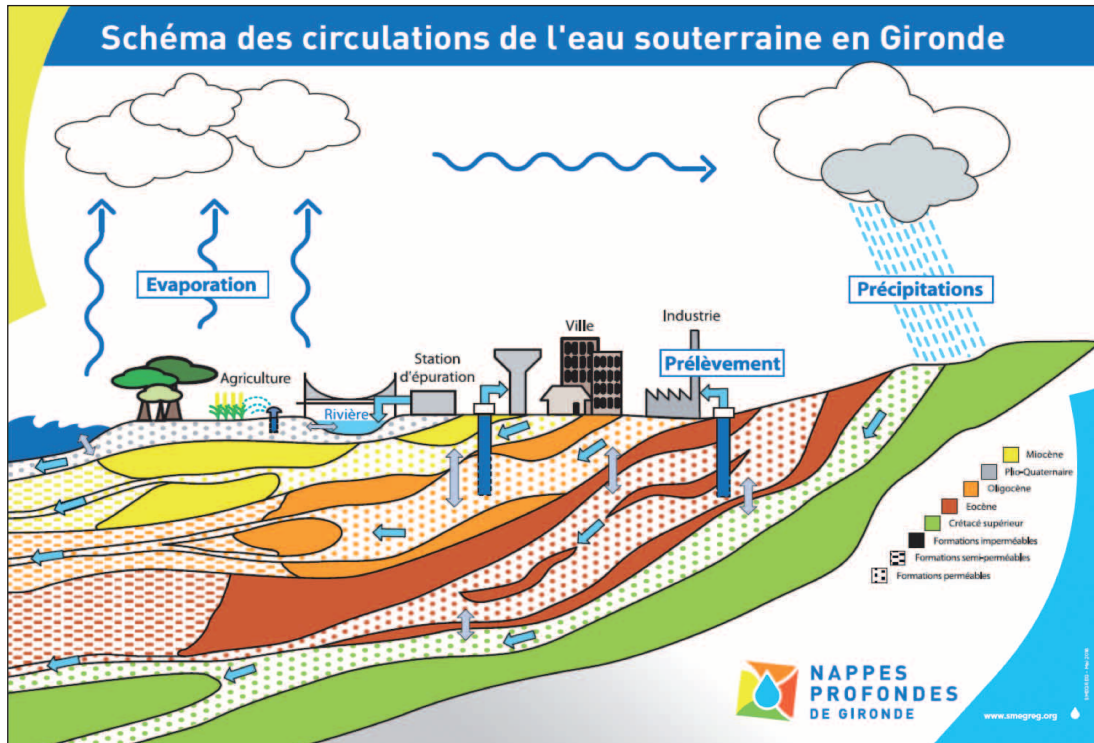 Schéma des circulations de l'eau souterraine en Gironde
Evaporation
Précipitations
Industrie
Ville
Prélèvement
Station
d'épuration
Agriculture
Rivière
Miocène
Plio-Quaternaire
Oligocène
Eocène
Crétacé supérieur
Formations imperméables
Formations semi-perméables
Formations perméables
NAPPES
PROFONDES
DE GIRONDE
www.smegreg.org